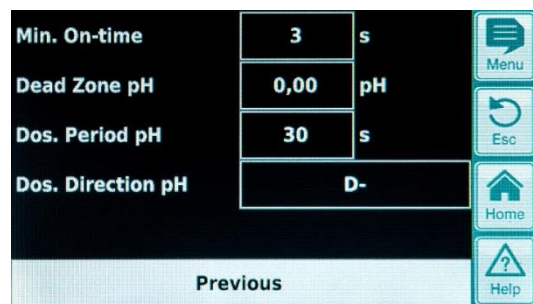 Min. On-time 3 s
Menu
Dead Zone pH 0,00 pH
Esc
Dos. Period pH 30 s
Dos. Direction pH D-
Home
Previous
? Help